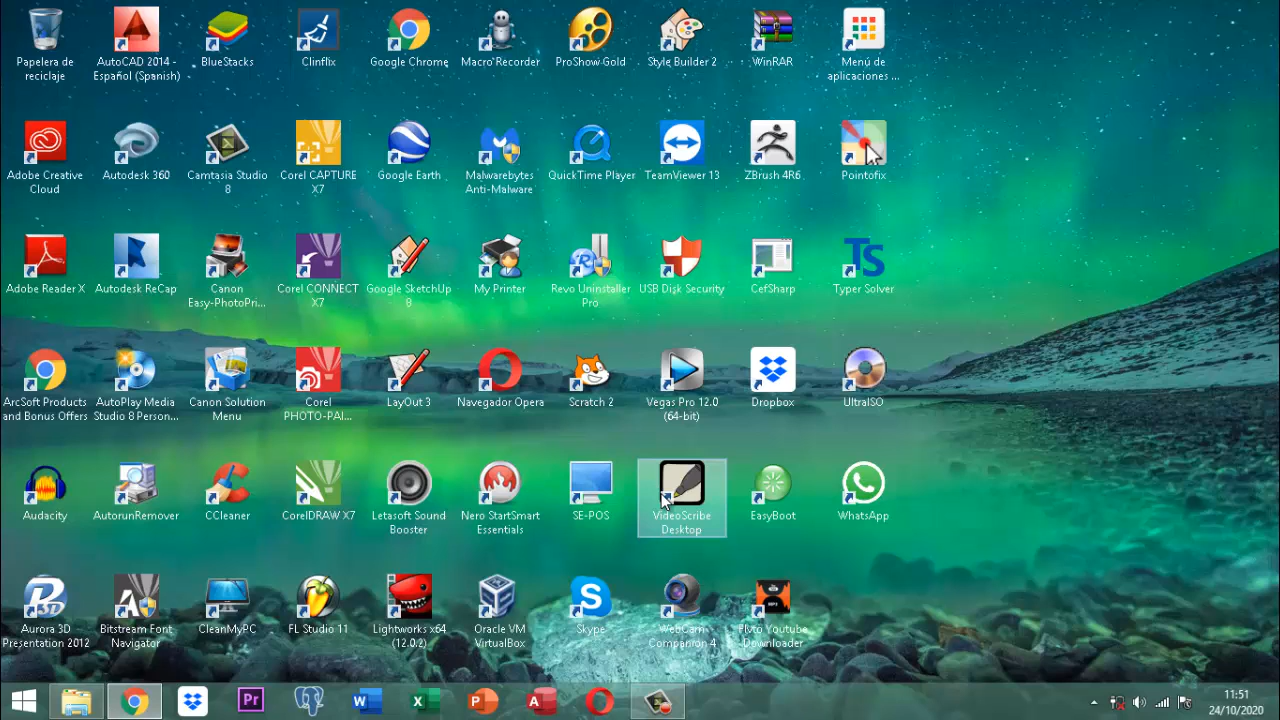 Papelera de
reciclaje
AutoCAD 2014 -
Español (Spanish)
BlueStacks
Clinflix
Google Chrome
Macro Recorder
ProShow Gold
Style Builder 2
WinRAR
Menú de
aplicaciones ...
Adobe Creative
Cloud
Autodesk 360
Camtasia Studio
8
Corel CAPTURE
X7
Google Earth
Malwarebytes
Anti-Malware
QuickTime Player
TeamViewer 13
ZBrush 4R6
Pointofix
Adobe Reader X
Autodesk ReCap
Canon
Easy-PhotoPri...
Corel CONNECT
X7
Google SketchUp
8
My Printer
Revo Uninstaller
Pro
USB Disk Security
CefSharp
TS
Typer Solver
ArcSoft Products
and Bonus Offers
AutoPlay Media
Studio 8 Person...
Canon Solution
Menu
Corel
PHOTO-PAI...
LayOut 3
Navegador Opera
Scratch 2
Vegas Pro 12.0
(64-bit)
Dropbox
UltraISO
Audacity
AutorunRemover
CCleaner
CorelDRAW X7
Letasoft Sound
Booster
Nero StartSmart
Essentials
SE-POS
VideoScribe
Desktop
EasyBoot
WhatsApp
Aurora 3D
Presentation 2012
Bitstream Font
Navigator
CleanMyPC
FL Studio 11
Lightworks x64
(12.0.2)
Oracle VM
VirtualBox
Skype
WebCam
Companion 4
Flvto Youtube
Downloader
Pr
W
X
P
A
11:51
24/10/2020